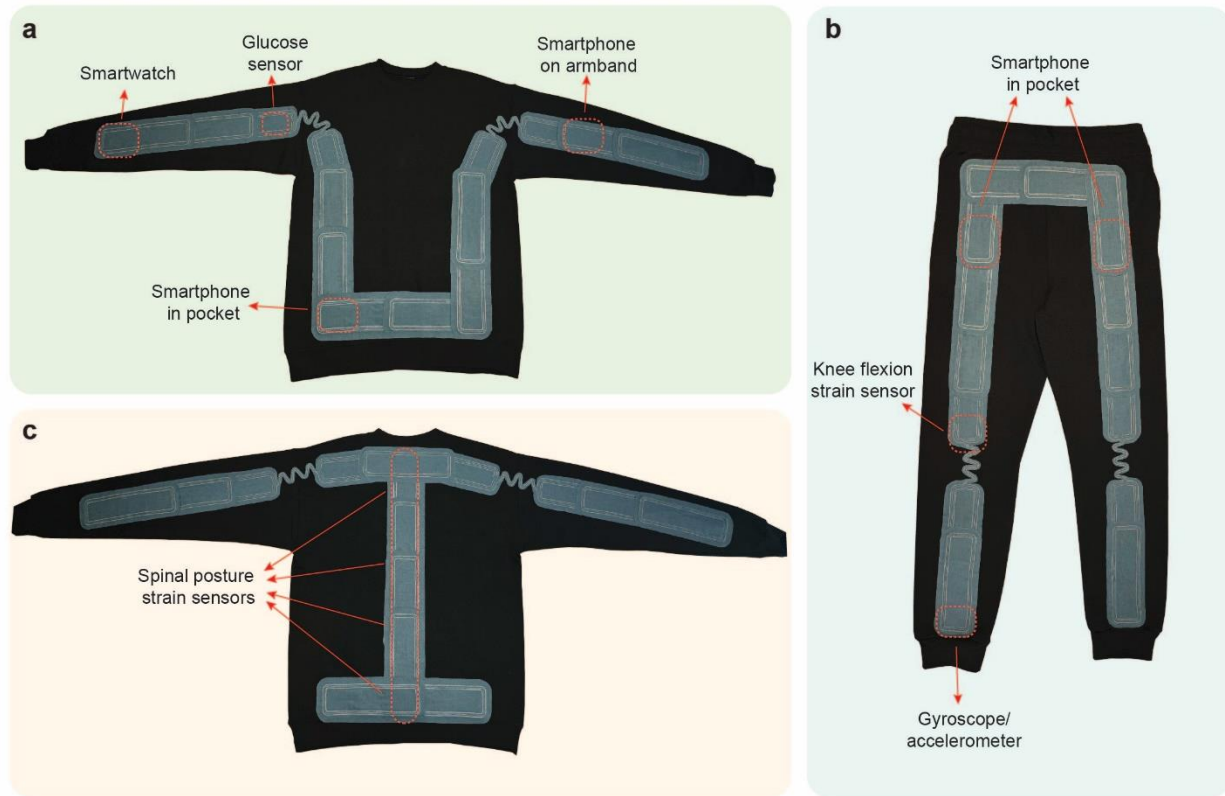 a
Smartwatch
Glucose
sensor
Smartphone
on armband
Smartphone
in pocket
b
Smartphone
in pocket
Knee flexion
strain sensor
Gyroscope/
accelerometer
c
Spinal posture
strain sensors